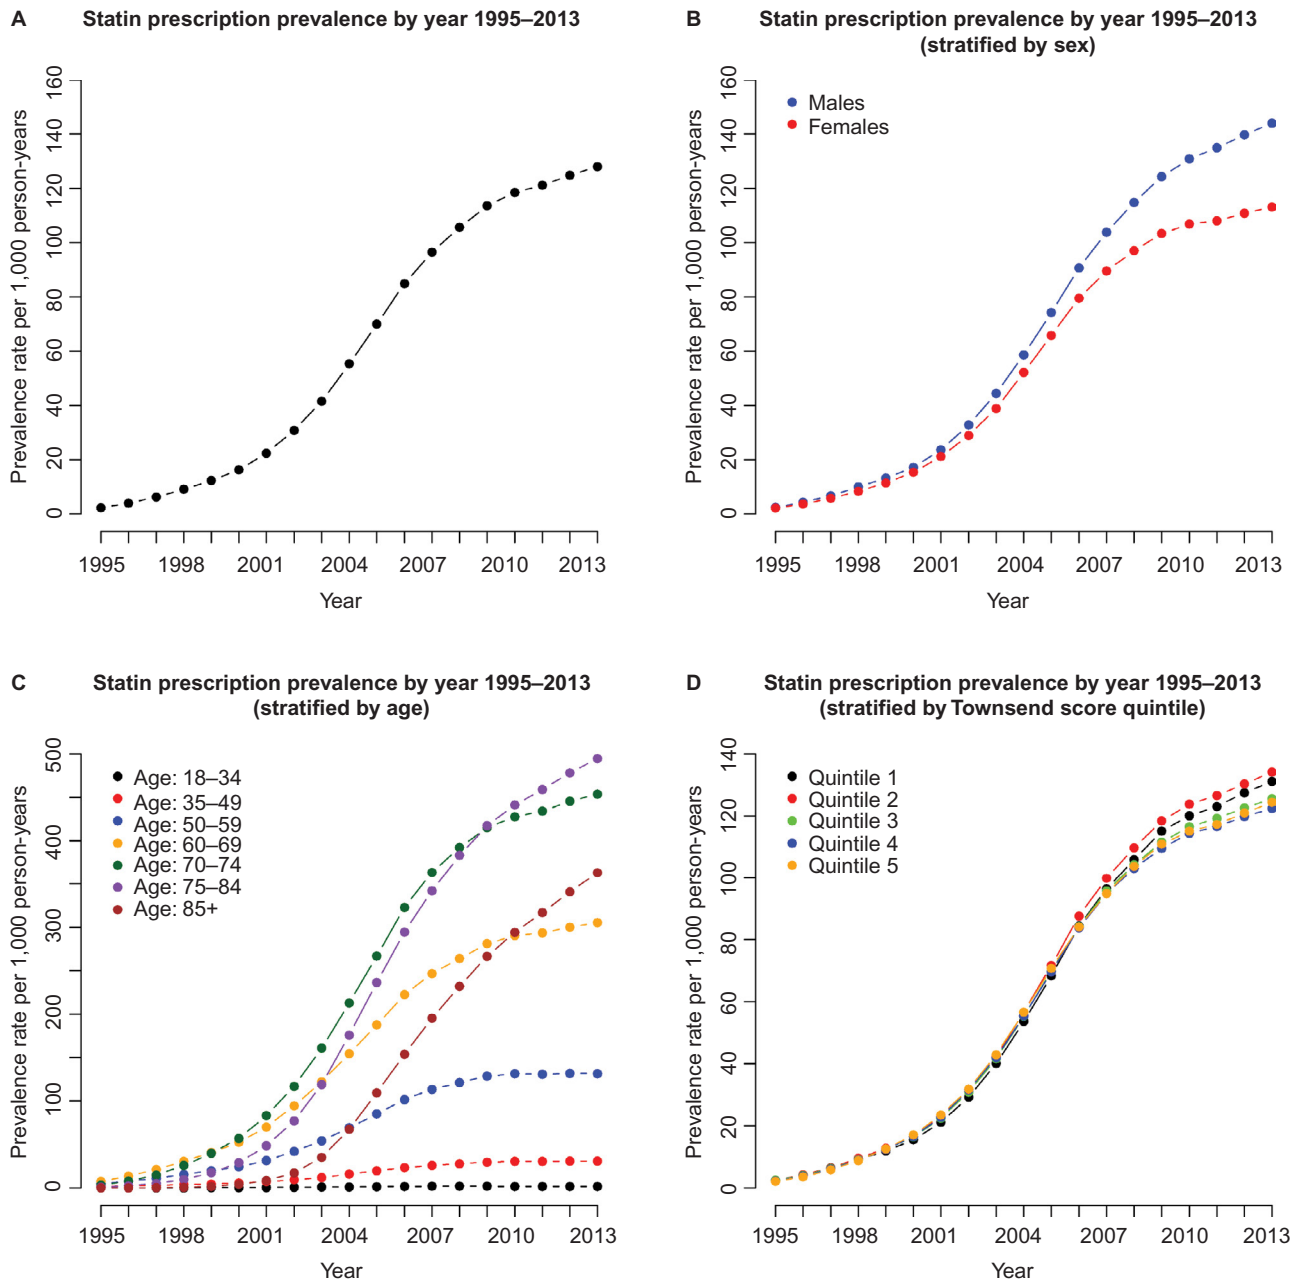 A
Statin prescription prevalence by year 1995–2013
Prevalence rate per 1,000 person-years
160
140
120
100
80
60
40
20
0
1995 1998 2001 2004 2007 2010 2013
Year
B
Statin prescription prevalence by year 1995–2013
(stratified by sex)
Prevalence rate per 1,000 person-years
160
140
120
100
80
60
40
20
0
Males
Females
1995 1998 2001 2004 2007 2010 2013
Year
C
Statin prescription prevalence by year 1995–2013
(stratified by age)
Prevalence rate per 1,000 person-years
500
400
300
200
100
0
Age: 18–34
Age: 35–49
Age: 50–59
Age: 60–69
Age: 70–74
Age: 75–84
Age: 85+
1995 1998 2001 2004 2007 2010 2013
Year
D
Statin prescription prevalence by year 1995–2013
(stratified by Townsend score quintile)
Prevalence rate per 1,000 person-years
140
120
100
80
60
40
20
0
Quintile 1
Quintile 2
Quintile 3
Quintile 4
Quintile 5
1995 1998 2001 2004 2007 2010 2013
Year